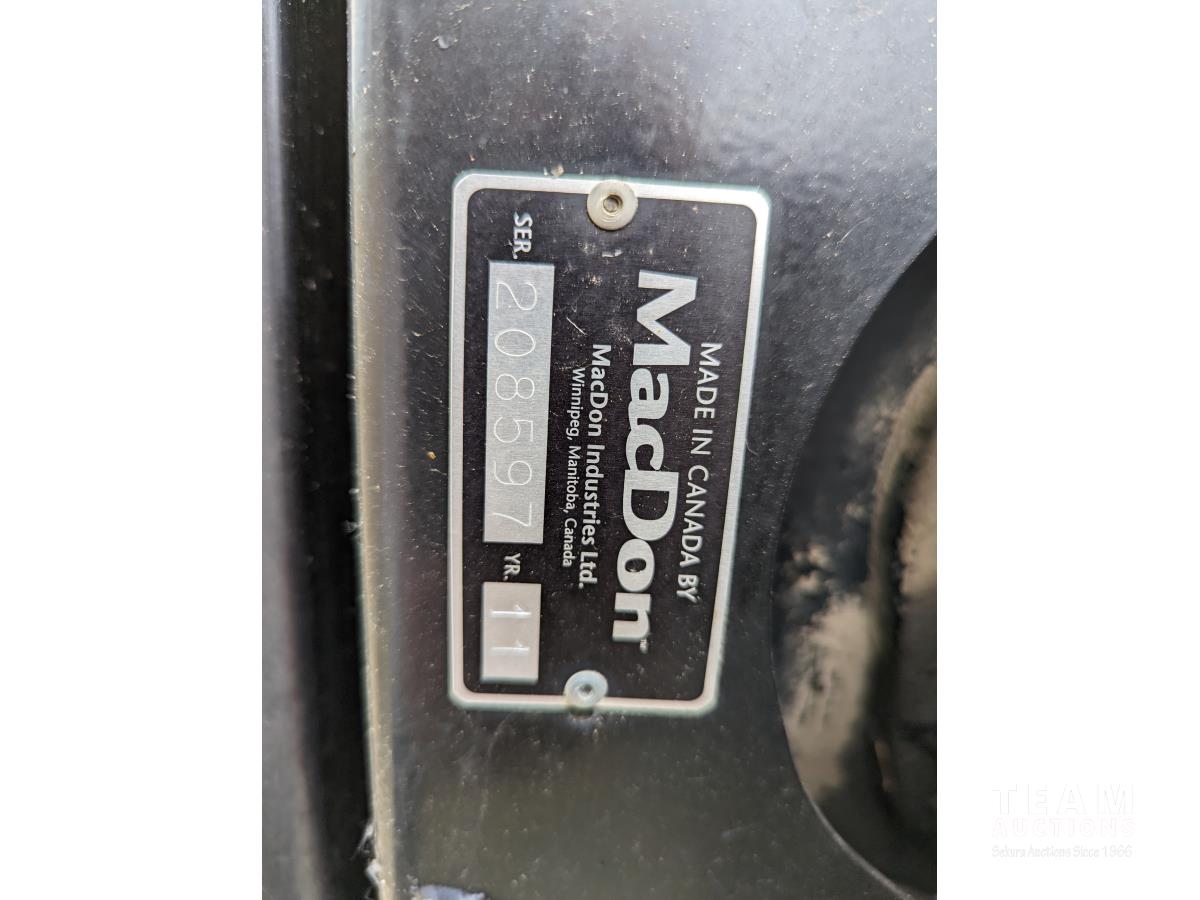 MADE IN CANADA BY
MacDon™
MacDon Industries Ltd.
Winnipeg, Manitoba, Canada
SER. 208597 YR. 11
TEAM
AUCTIONS
Sekura Auctions Since 1966